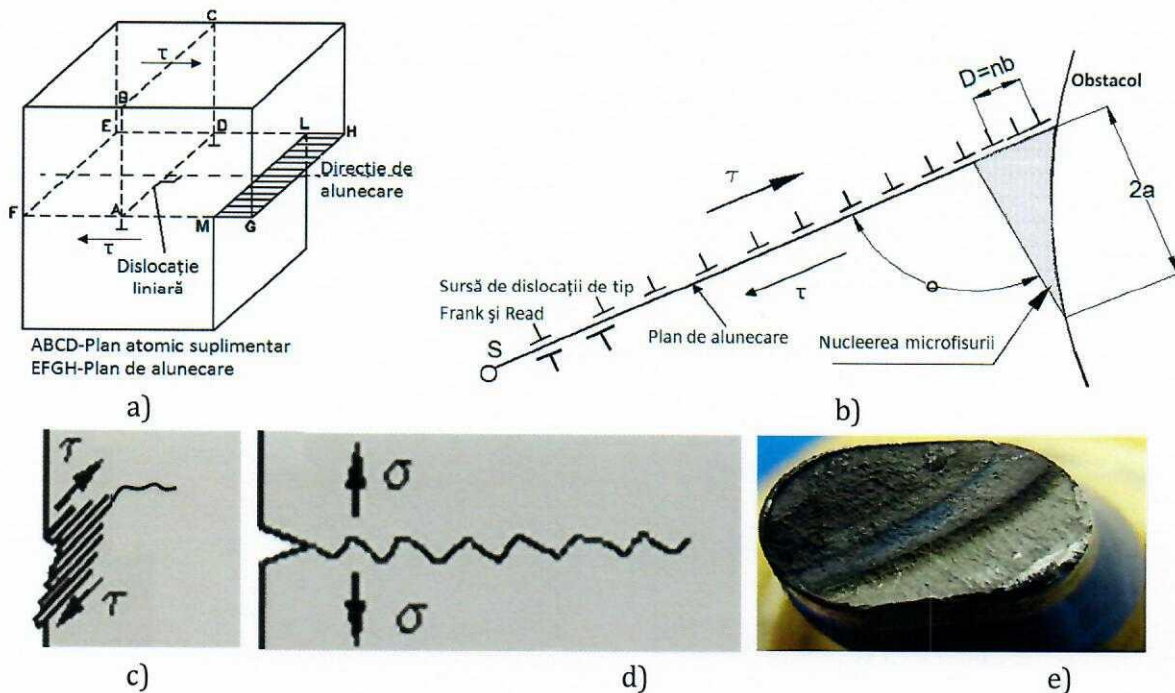 C
τ
B
E
D
L
H
Direcție de
alunecare
F
A
M
G
τ
Dislocație
liniară
ABCD-Plan atomic suplimentar
EFGH-Plan de alunecare
a)
D=nb
Obstacol
τ
2a
τ
Sursă de dislocații de tip
Frank și Read
Plan de alunecare
Nucleerea microfisurii
S
b)
τ
τ
c)
σ
σ
d)
e)